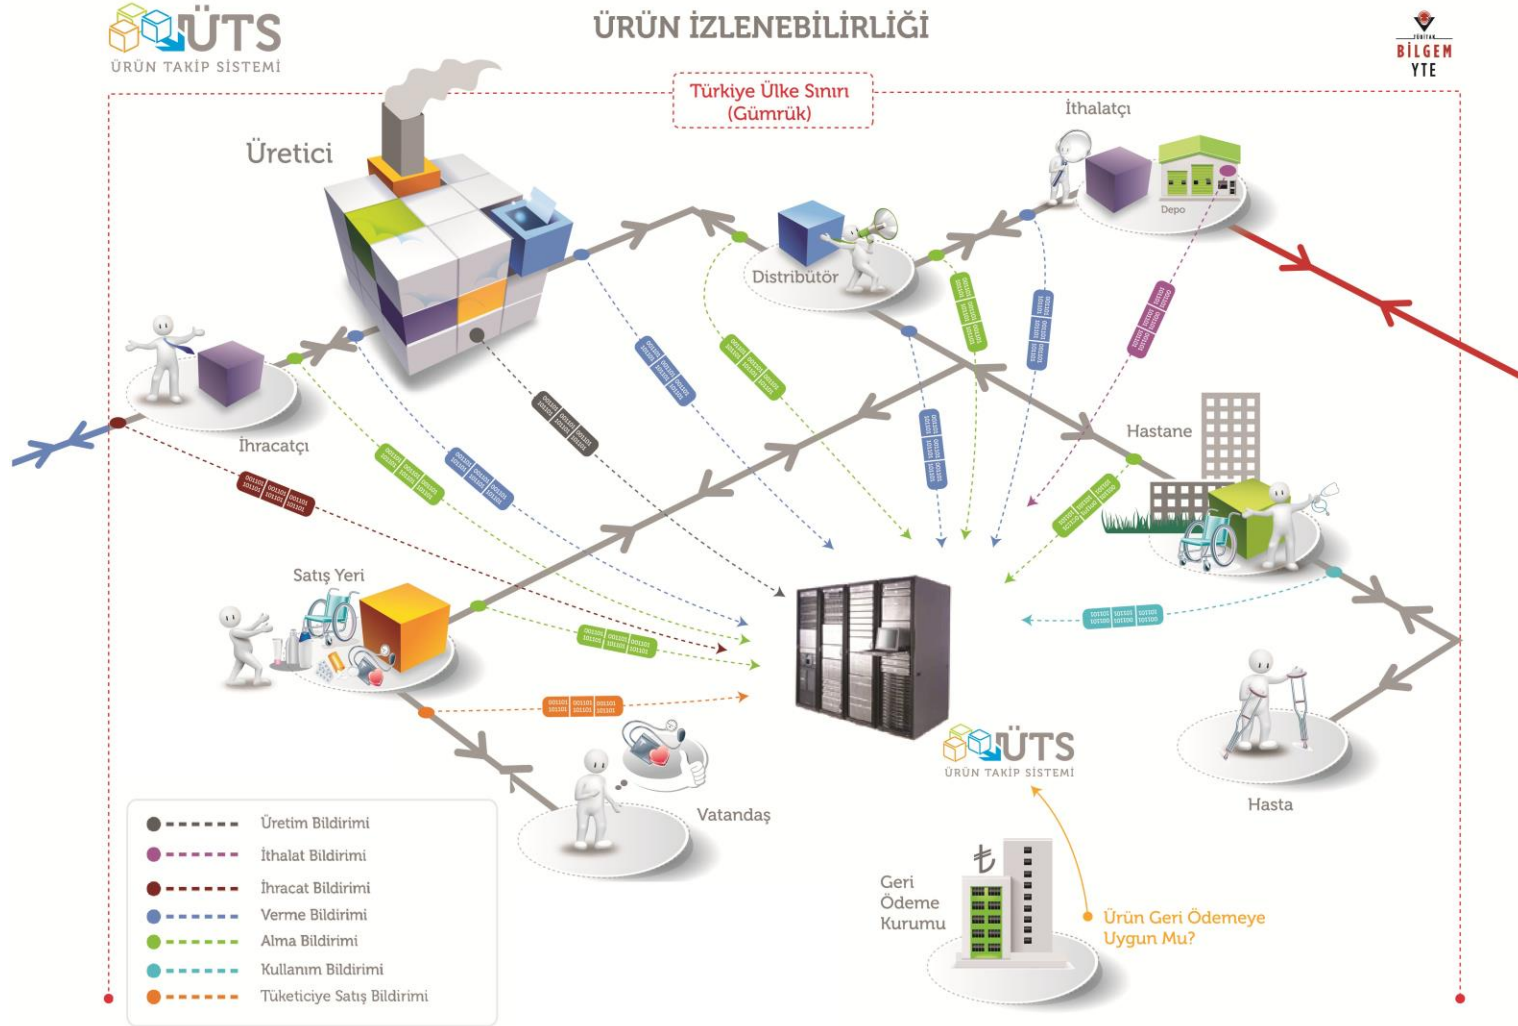 ÜTS
ÜRÜN TAKİP SİSTEMİ
ÜRÜN İZLENEBİLİRLİĞİ
TÜBİTAK
BİLGEM
YTE
Türkiye Ülke Sınırı
(Gümrük)
İthalatçı
Üretici
Depo
Distribütör
İhracatçı
Hastane
Satış Yeri
ÜTS
ÜRÜN TAKİP SİSTEMİ
Hasta
Vatandaş
Üretim Bildirimi
İthalat Bildirimi
İhracat Bildirimi
Verme Bildirimi
Alma Bildirimi
Kullanım Bildirimi
Tüketiciye Satış Bildirimi
Geri
Ödeme
Kurumu
Ürün Geri Ödemeye
Uygun Mu?